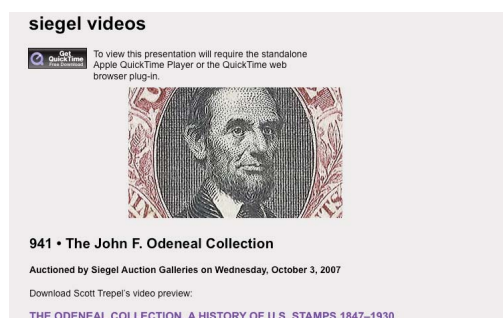 siegel videos
Get
QuickTime
Free Download
To view this presentation will require the standalone
Apple QuickTime Player or the QuickTime web
browser plug-in.
941 • The John F. Odeneal Collection
Auctioned by Siegel Auction Galleries on Wednesday, October 3, 2007
Download Scott Trepel's video preview:
THE ODENEAL COLLECTION, A HISTORY OF U.S. STAMPS 1847–1930